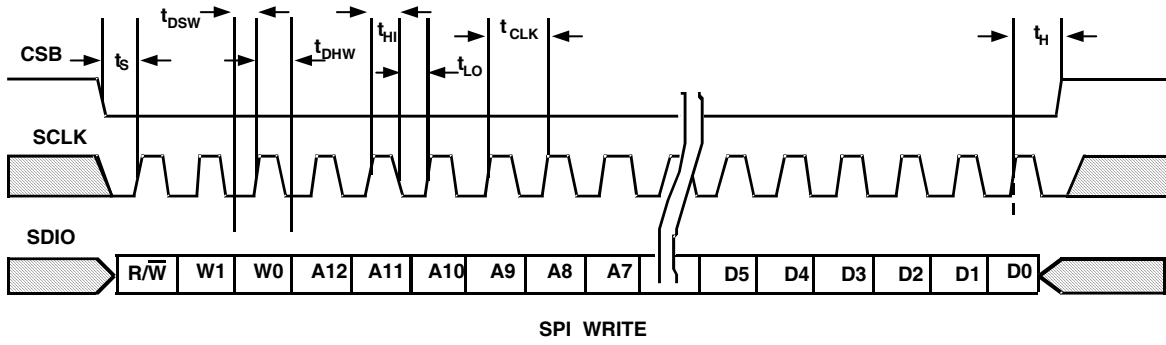 tDSW
tHI
tCLK
tH
CSB
tS
tDHW
tLO
SCLK
SDIO
R/W̅ W1 W0 A12 A11 A10 A9 A8 A7 D5 D4 D3 D2 D1 D0
SPI WRITE